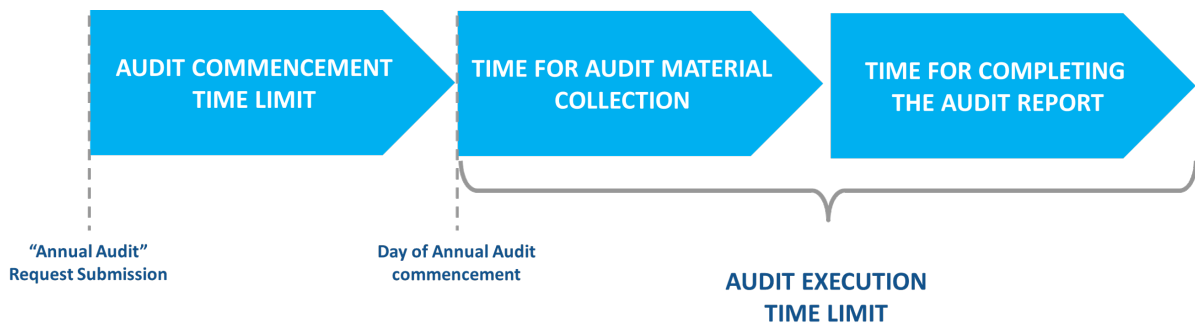 AUDIT COMMENCEMENT
TIME LIMIT
TIME FOR AUDIT MATERIAL
COLLECTION
TIME FOR COMPLETING
THE AUDIT REPORT
“Annual Audit”
Request Submission
Day of Annual Audit
commencement
AUDIT EXECUTION
TIME LIMIT